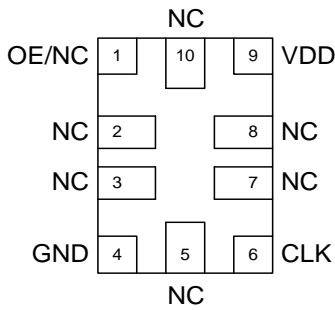 NC
OE/NC 1 10 9 VDD
NC 2 8 NC
NC 3 7 NC
GND 4 5 6 CLK
NC